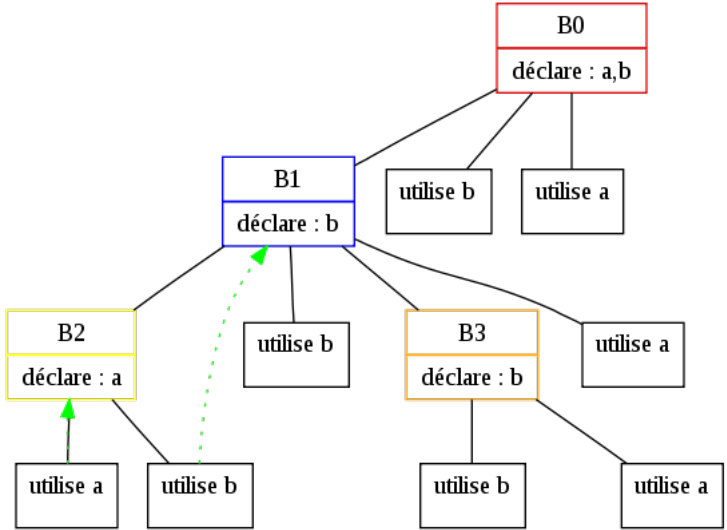 B0
déclare : a,b
B1
déclare : b
utilise b
utilise a
B2
déclare : a
utilise b
B3
déclare : b
utilise a
utilise a
utilise b
utilise b
utilise a